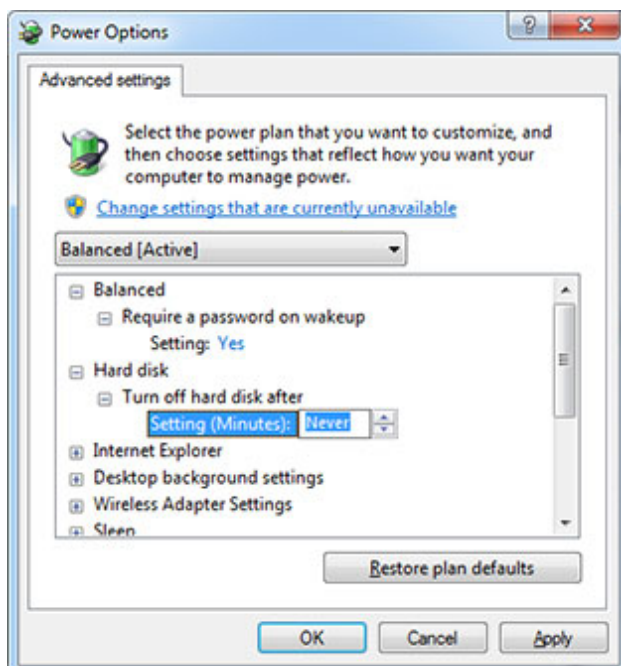 Power Options
Advanced settings
Select the power plan that you want to customize, and
then choose settings that reflect how you want your
computer to manage power.
Change settings that are currently unavailable
Balanced [Active]
Balanced
Require a password on wakeup
Setting: Yes
Hard disk
Turn off hard disk after
Setting (Minutes): Never
Internet Explorer
Desktop background settings
Wireless Adapter Settings
Sleep
Restore plan defaults
OK Cancel Apply